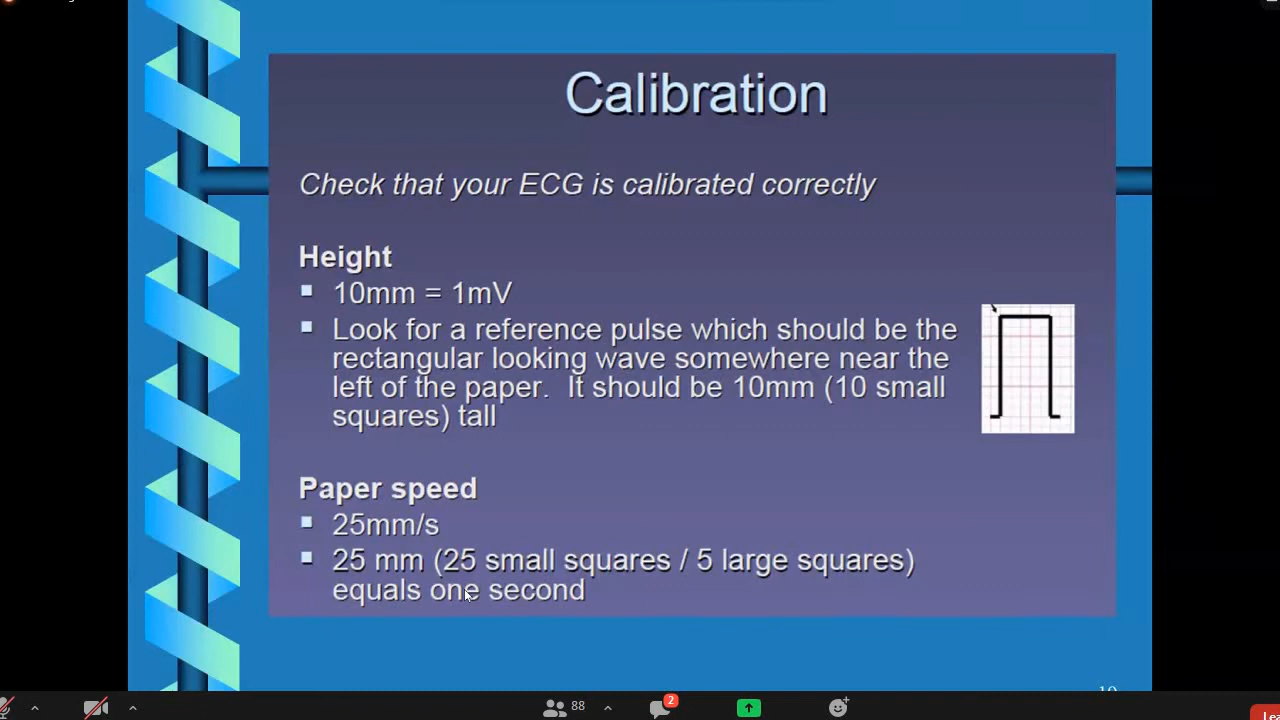 Calibration
Check that your ECG is calibrated correctly
Height
10mm = 1mV
Look for a reference pulse which should be the
rectangular looking wave somewhere near the
left of the paper. It should be 10mm (10 small
squares) tall
Paper speed
25mm/s
25 mm (25 small squares / 5 large squares)
equals one second
88
2